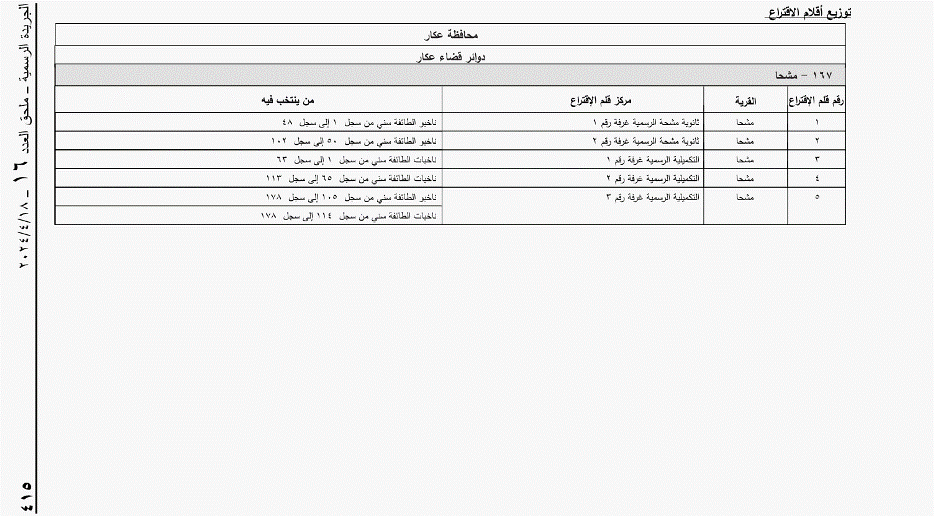 توزيع أقلام الاقتراع
محافظة عكار
دوائر قضاء عكار
١٦٧ - مشحا
رقم قلم الإقتراع القرية مركز قلم الإقتراع من ينتخب فيه
١ مشحا ثانوية مشحة الرسمية غرفة رقم ١ ناخبو الطائفة سني من سجل ١ إلى سجل ٤٨
٢ مشحا ثانوية مشحة الرسمية غرفة رقم ٢ ناخبو الطائفة سني من سجل ٥٠ إلى سجل ١٠٢
٣ مشحا التكميلية الرسمية غرفة رقم ١ ناخبات الطائفة سني من سجل ١ إلى سجل ٦٣
٤ مشحا التكميلية الرسمية غرفة رقم ٢ ناخبات الطائفة سني من سجل ٦٥ إلى سجل ١١٣
٥ مشحا التكميلية الرسمية غرفة رقم ٣ ناخبو الطائفة سني من سجل ١٠٥ إلى سجل ١٧٨
ناخبات الطائفة سني من سجل ١١٤ إلى سجل ١٧٨
الجريدة الرسمية - ملحق العدد ١٦ - ٢٠٢٤/٤/١٨
٤١٥